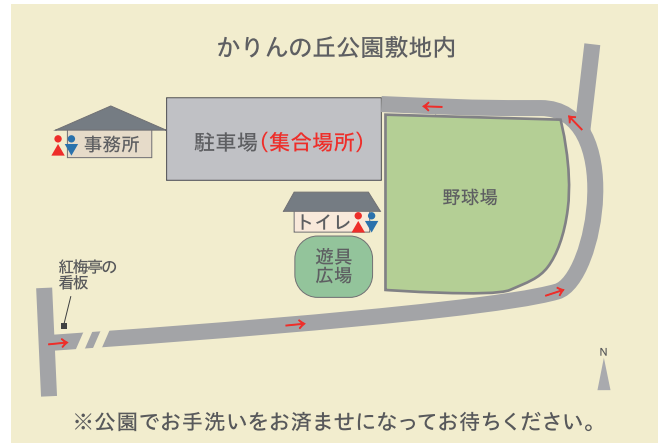 かりんの丘公園敷地内
事務所
駐車場(集合場所)
野球場
トイレ
遊具
広場
紅梅亭の
看板
N
※公園でお手洗いをお済ませになってお待ちください。